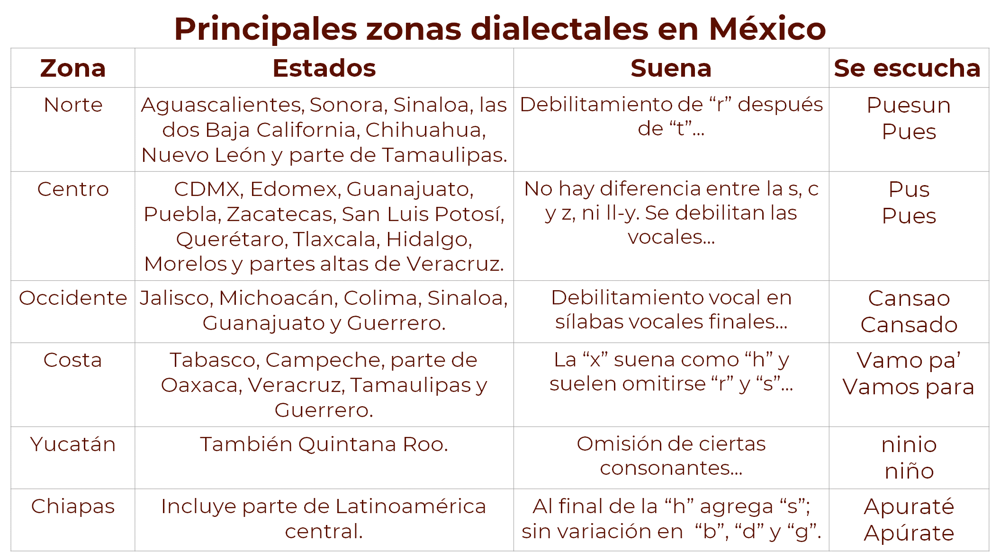 Principales zonas dialectales en México
Zona
Estados
Suena
Se escucha
Norte
Aguascalientes, Sonora, Sinaloa, las
dos Baja California, Chihuahua,
Nuevo León y parte de Tamaulipas.
Debilitamiento de “r” después
de “t”...
Puesun
Pues
Centro
CDMX, Edomex, Guanajuato,
Puebla, Zacatecas, San Luis Potosí,
Querétaro, Tlaxcala, Hidalgo,
Morelos y partes altas de Veracruz.
No hay diferencia entre la s, c
y z, ni ll-y. Se debilitan las
vocales...
Pus
Pues
Occidente
Jalisco, Michoacán, Colima, Sinaloa,
Guanajuato y Guerrero.
Debilitamiento vocal en
sílabas vocales finales...
Cansao
Cansado
Costa
Tabasco, Campeche, parte de
Oaxaca, Veracruz, Tamaulipas y
Guerrero.
La “x” suena como “h” y
suelen omitirse “r” y “s”...
Vamo pa’
Vamos para
Yucatán
También Quintana Roo.
Omisión de ciertas
consonantes...
ninio
niño
Chiapas
Incluye parte de Latinoamérica
central.
Al final de la “h” agrega “s”;
sin variación en “b”, “d” y “g”.
Apuraté
Apúrate